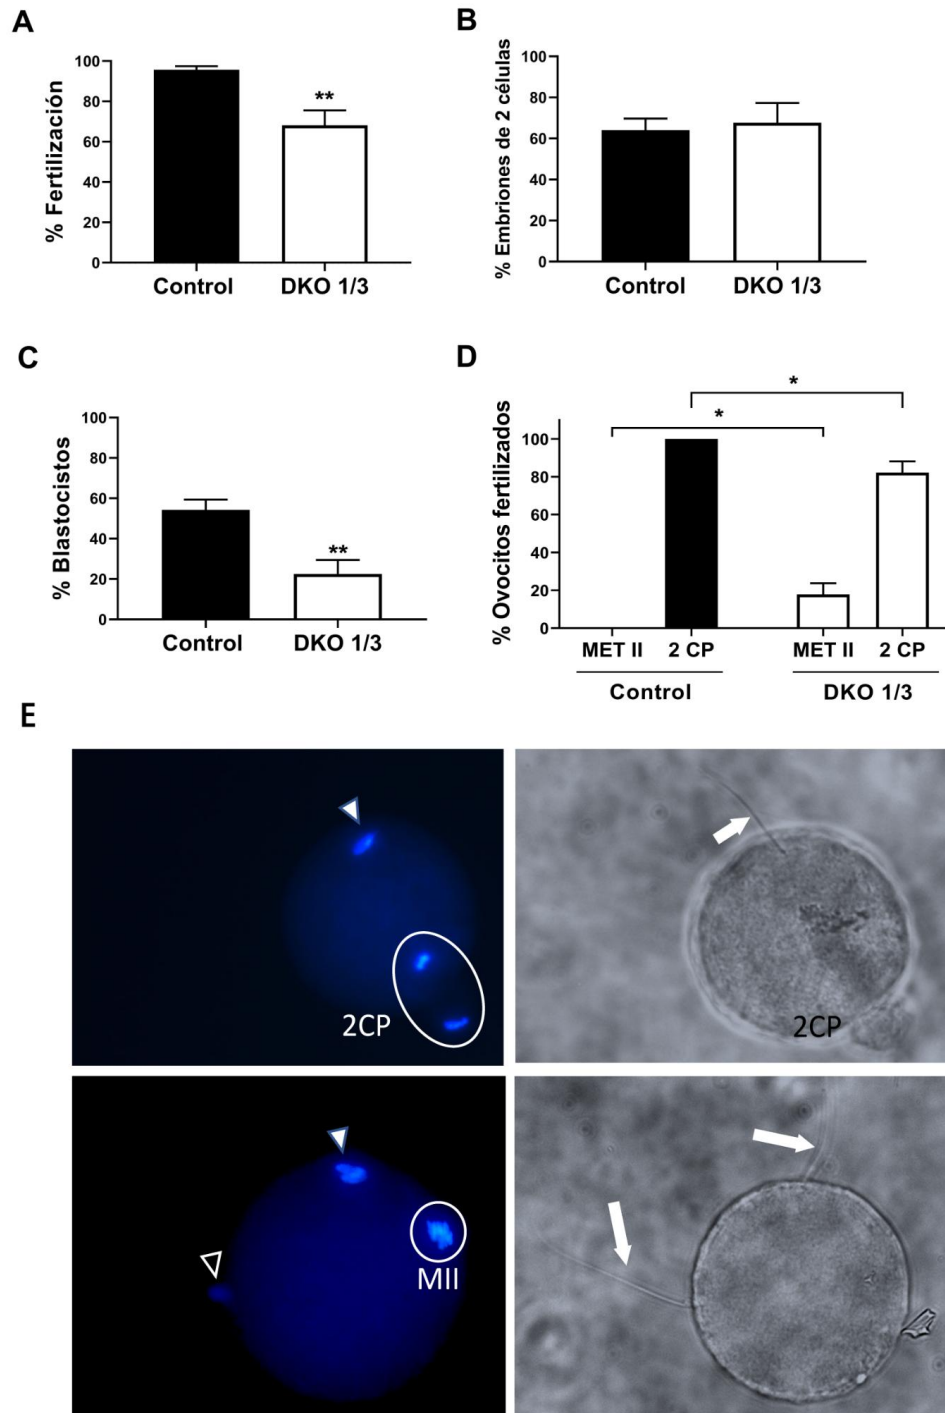 A
% Fertilización
100
80
60
40
20
0
**
Control DKO 1/3
B
% Embriones de 2 células
100
80
60
40
20
0
Control DKO 1/3
C
% Blastocistos
100
80
60
40
20
0
**
Control DKO 1/3
D
% Ovocitos fertilizados
100
80
60
40
20
0
*
*
MET II 2 CP MET II 2 CP
Control DKO 1/3
E
2CP
2CP
MII